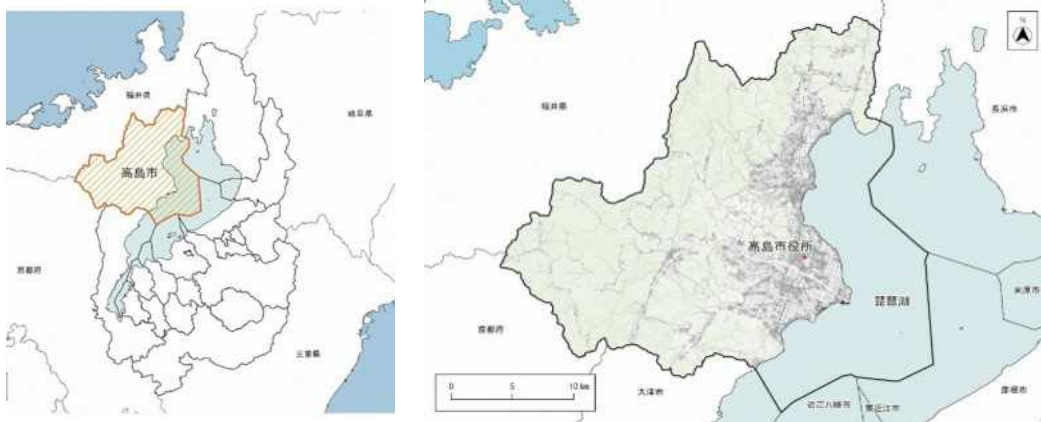 福井県
岐阜県
高島市
京都府
三重県
N
福井県
長浜市
高島市役所
琵琶湖
米原市
京都府
大津市
近江八幡市
東近江市
彦根市
0 5 10 km